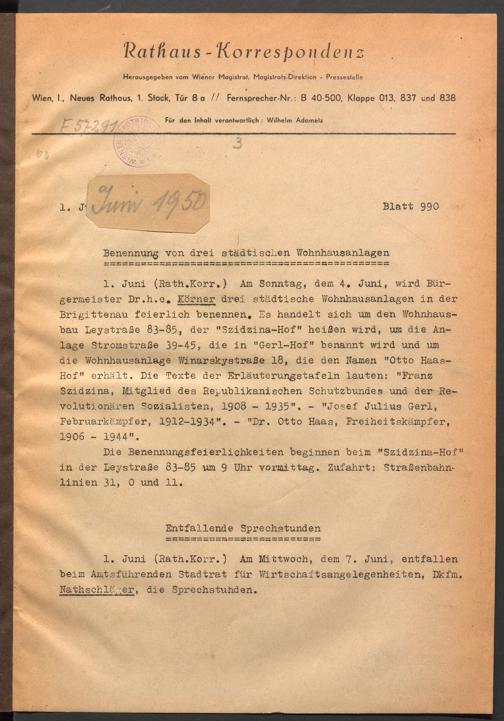 Rathaus-Korrespondenz
Herausgegeben vom Wiener Magistrat, Magistrats-Direktion - Pressestelle
Wien, I., Neues Rathaus, 1. Stock, Tür 8 a // Fernsprecher-Nr.: B 40-500, Klappe 013, 837 und 838
Für den Inhalt verantwortlich: Wilhelm Adametz
3
1. J
Juni 1950
Blatt 990
Benennung von drei städtischen Wohnhausanlagen
1. Juni (Rath.Korr.) Am Sonntag, dem 4. Juni, wird Bür-
germeister Dr.h.c. Körner drei städtische Wohnhausanlagen in der
Brigittenau feierlich benennen. Es handelt sich um den Wohnhaus-
bau Leystraße 83-85, der "Szidzina-Hof" heißen wird, um die An-
lage Stromstraße 39-45, die in "Gerl-Hof" benannt wird und um
die Wohnhausanlage Winarskystraße 18, die den Namen "Otto Haas-
Hof" erhält. Die Texte der Erläuterungstafeln lauten: "Franz
Szidzina, Mitglied des Republikanischen Schutzbundes und der Re-
volutionären Sozialisten, 1908 - 1935". - "Josef Julius Gerl,
Februarkämpfer, 1912-1934". - "Dr. Otto Haas, Freiheitskämpfer,
1906 - 1944".
Die Benennungsfeierlichkeiten beginnen beim "Szidzina-Hof"
in der Leystraße 83-85 um 9 Uhr vormittag. Zufahrt: Straßenbahn-
linien 31, O und 11.
Entfallende Sprechstunden
1. Juni (Rath.Korr.) Am Mittwoch, dem 7. Juni, entfallen
beim Amtsführenden Stadtrat für Wirtschaftsangelegenheiten, Dkfm.
Nathschläger, die Sprechstunden.